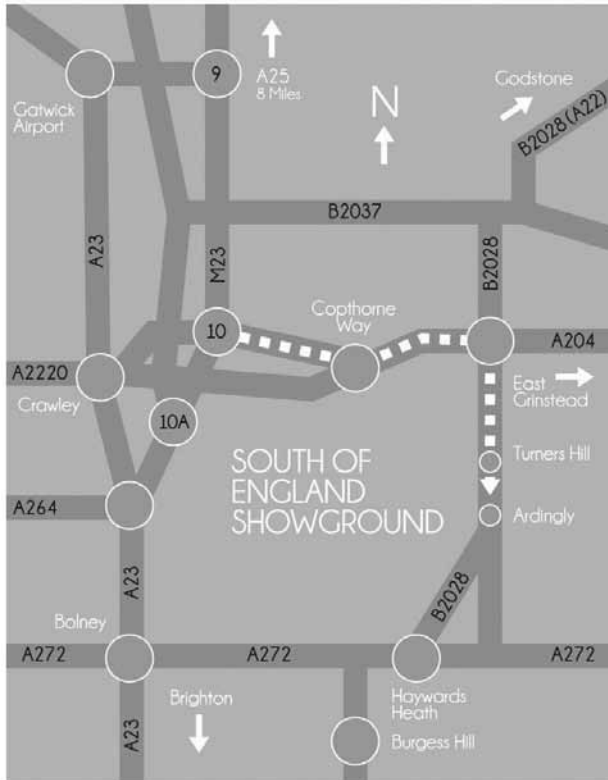 9
A25
8 Miles
Godstone
Gatwick
Airport
N
B2028 (A22)
B2037
A23
M23
B2028
Copthorne
Way
10
A204
A2220
Crawley
East
Grinstead
10A
SOUTH OF
ENGLAND
SHOWGROUND
Turners Hill
A264
Ardingly
A23
B2028
Bolney
A272
A272
A272
Haywards
Heath
Brighton
A23
Burgess Hill